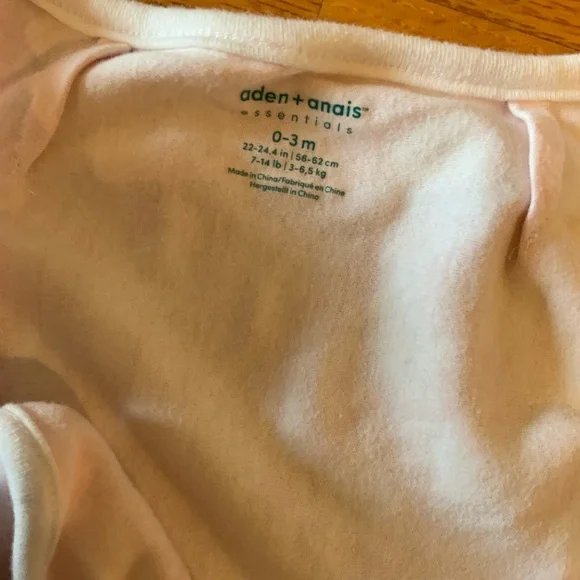 aden+anais™
essentials
0-3 m
22-24.4 in | 56-62 cm
7-14 lb | 3-6,5 kg
Made in China/Fabriqué en Chine
Hergestellt in China